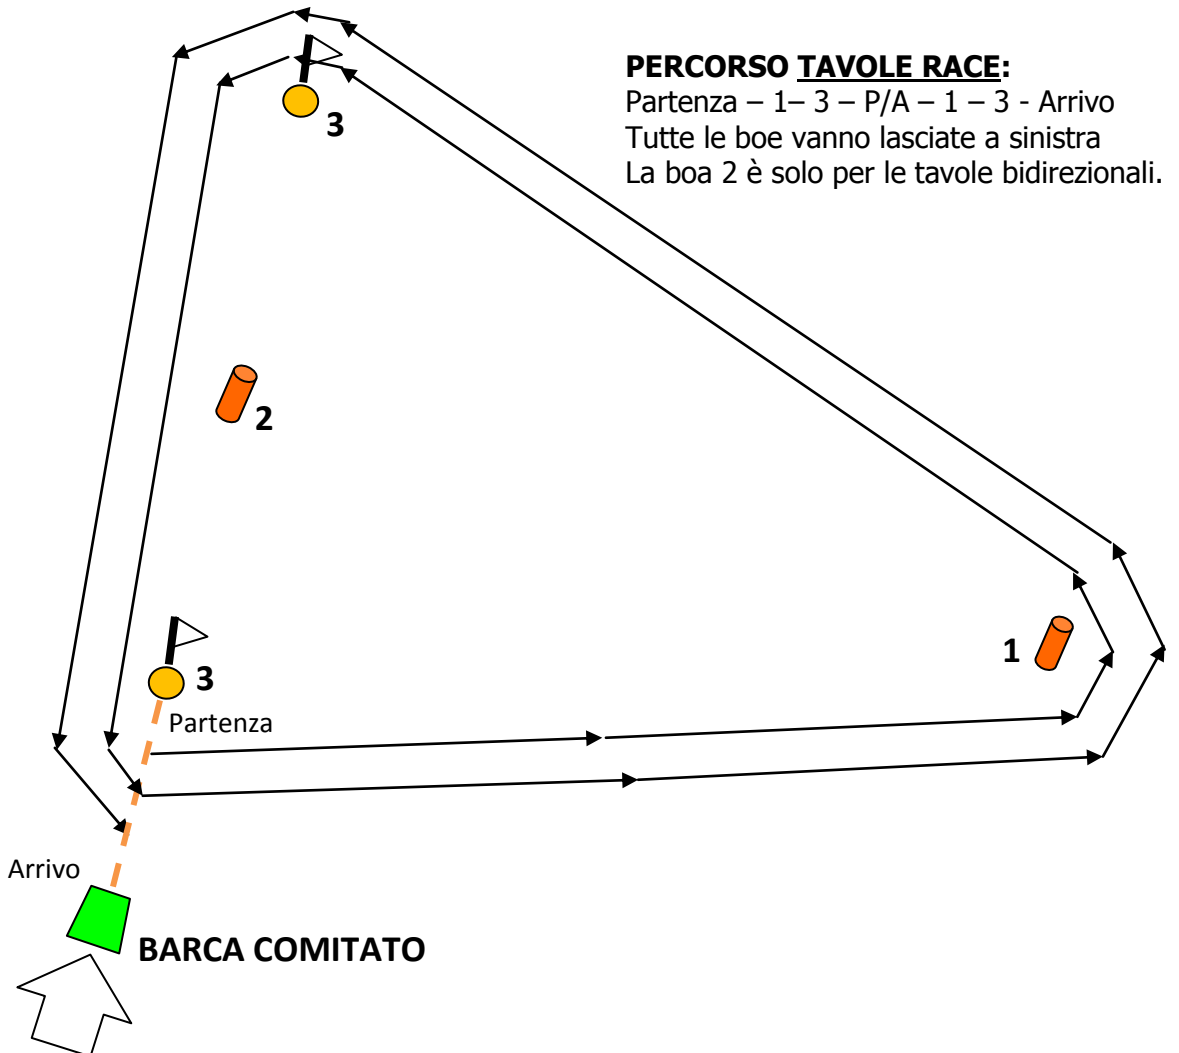 PERCORSO TAVOLE RACE:
Partenza – 1– 3 – P/A – 1 – 3 - Arrivo
Tutte le boe vanno lasciate a sinistra
La boa 2 è solo per le tavole bidirezionali.
3
2
1
3
Partenza
Arrivo
BARCA COMITATO